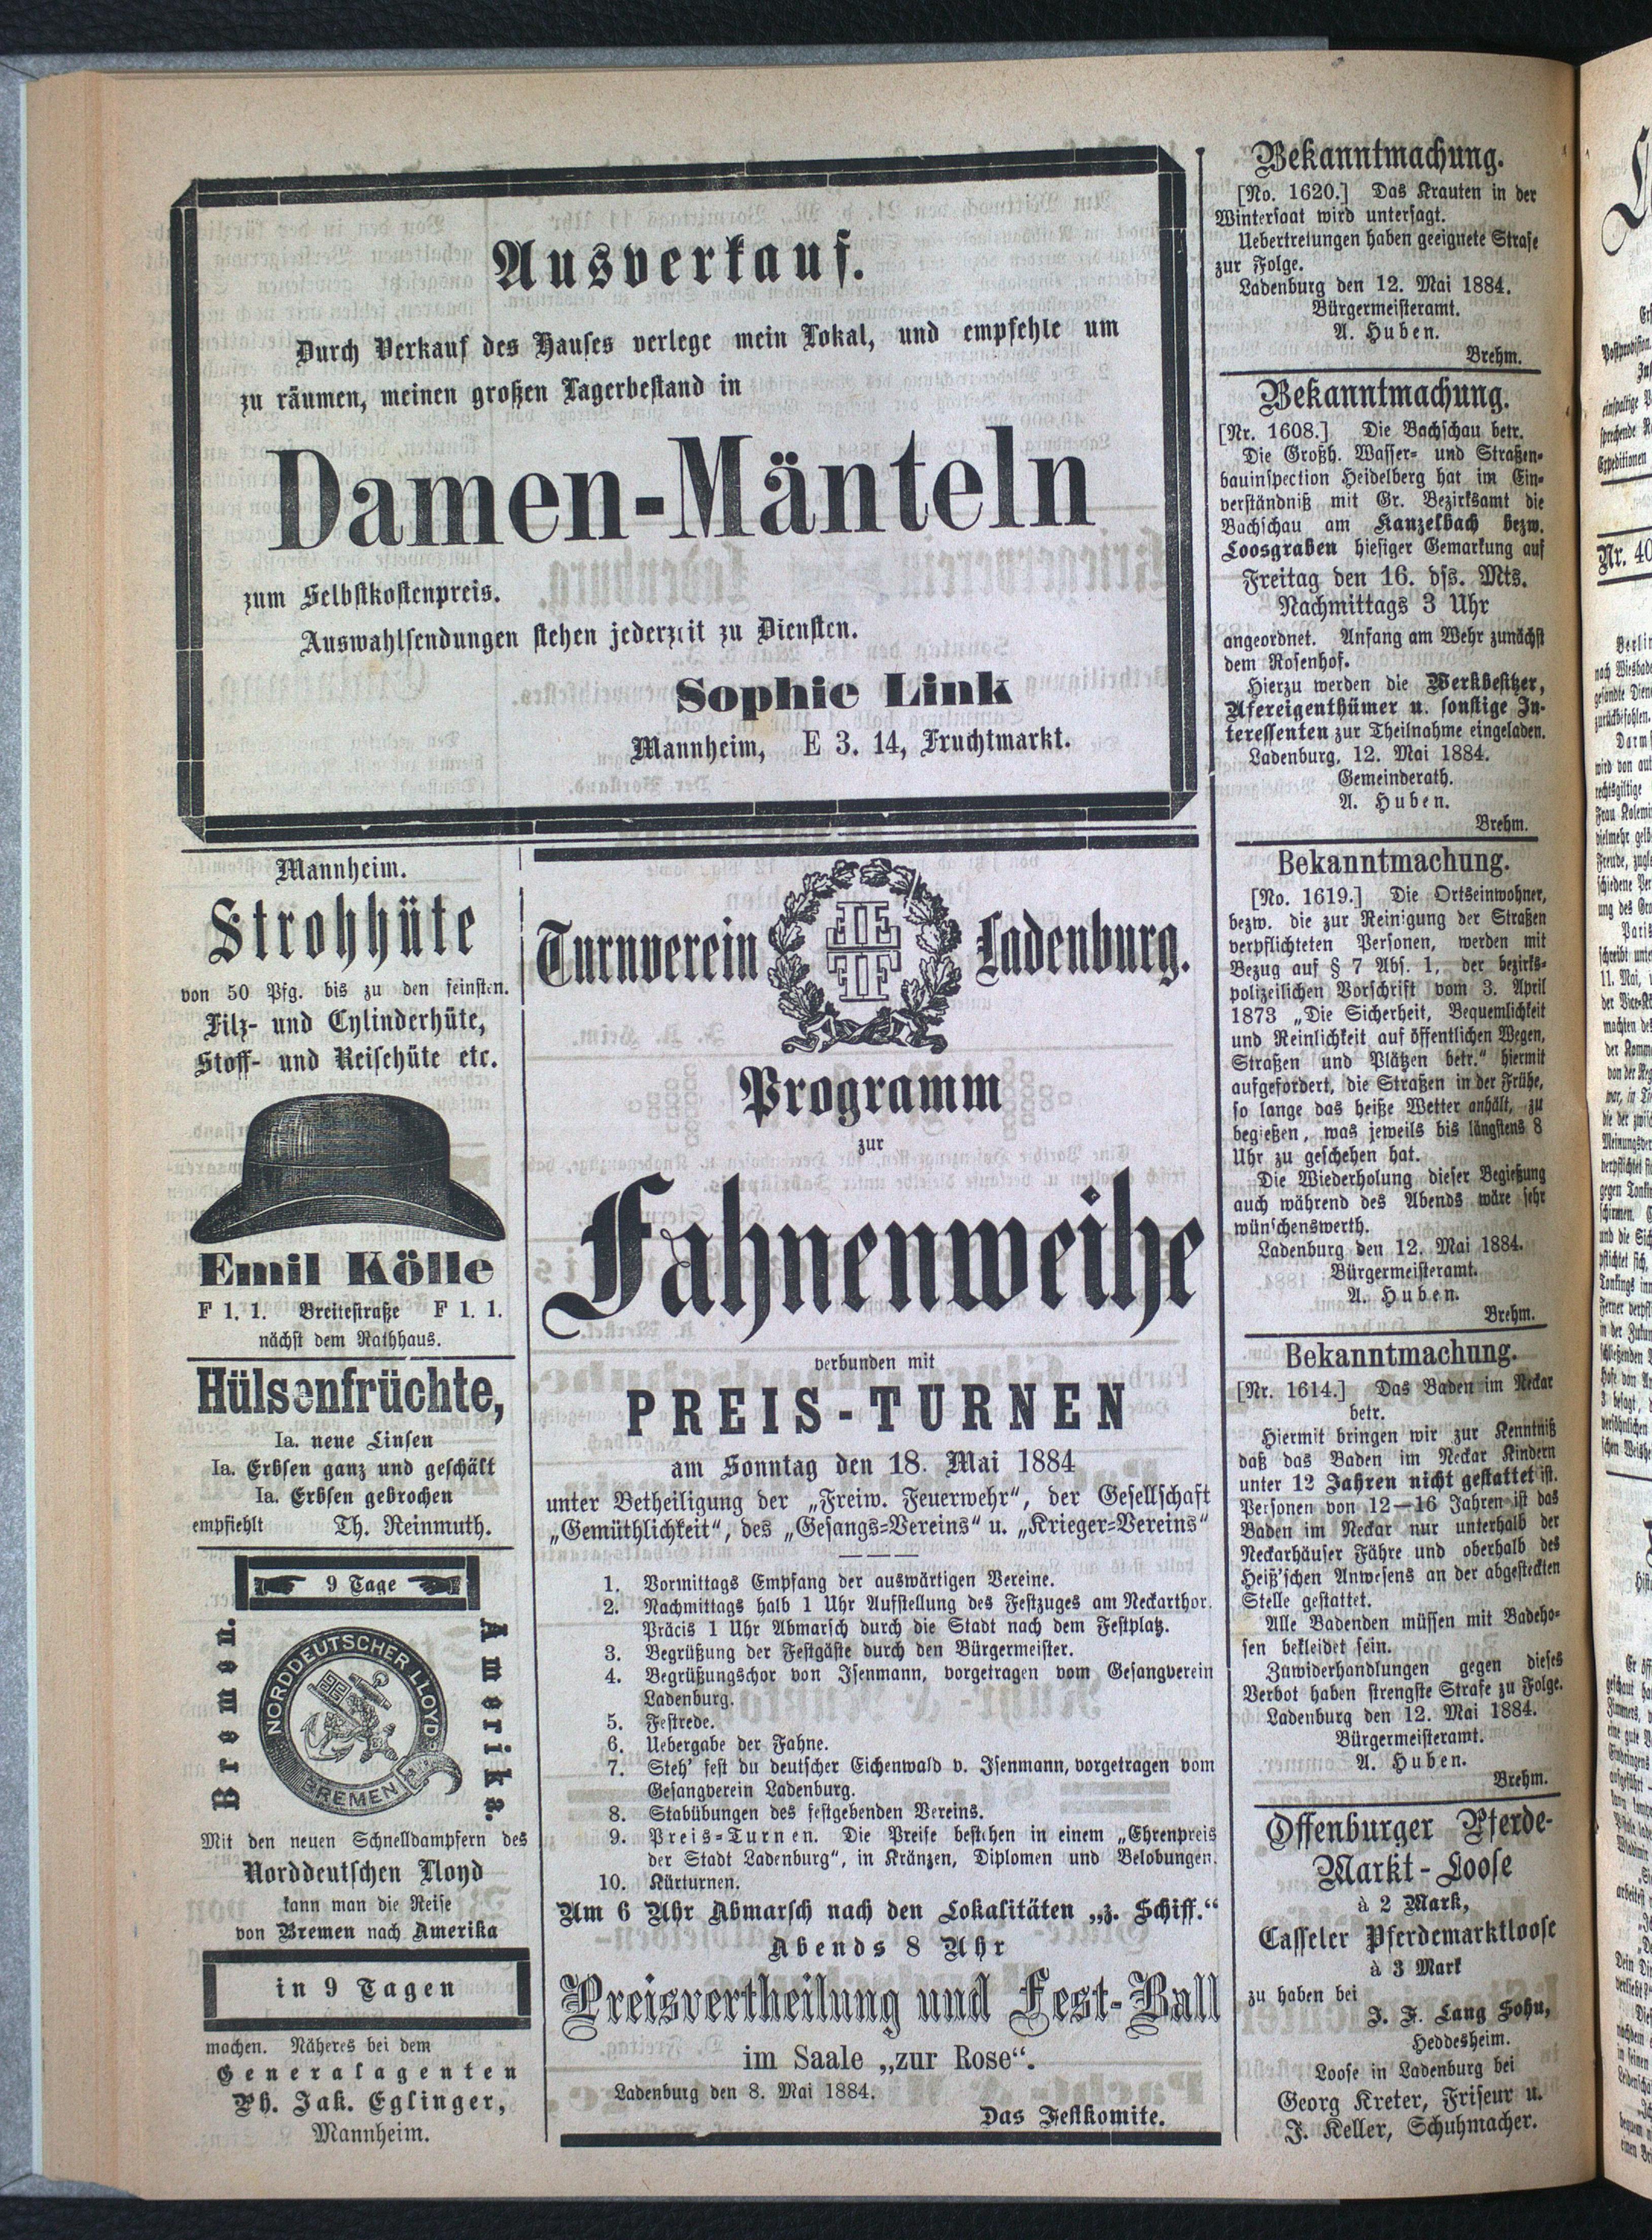 Ausverkauf.
Durch Verkauf des Hauses verlege mein Lokal, und empfehle um
zu räumen, meinen großen Lagerbestand in
Damen-Mänteln
zum Selbstkostenpreis.
Auswahlsendungen stehen jederzeit zu Diensten.
Sophie Link
Mannheim, E 3. 14, Fruchtmarkt.
Mannheim.
Strohhüte
von 50 Pfg. bis zu den feinsten.
Filz- und Cylinderhüte,
Stoff- und Reisehüte etc.
Emil Kölle
F 1. 1. Breitestraße F 1. 1.
nächst dem Rathhaus.
Hülsenfrüchte,
Ia. neue Linsen
Ia. Erbsen ganz und geschält
Ia. Erbsen gebrochen
empfiehlt Th. Reinmuth.
9 Tage
Bremen.
Amerika.
NORDDEUTSCHER LLOYD
BREMEN
Mit den neuen Schnelldampfern des
Norddeutschen Lloyd
kann man die Reise
von Bremen nach Amerika
in 9 Tagen
machen. Näheres bei dem
Generalagenten
Ph. Jak. Eglinger,
Mannheim.
Turnverein Ladenburg.
Programm
zur
Fahnenweihe
verbunden mit
PREIS-TURNEN
am Sonntag den 18. Mai 1884
unter Betheiligung der „Freiw. Feuerwehr“, der Gesellschaft
„Gemüthlichkeit“, des „Gesangs-Vereins“ u. „Krieger-Vereins“
1. Vormittags Empfang der auswärtigen Vereine.
2. Nachmittags halb 1 Uhr Aufstellung des Festzuges am Neckarthor.
Präcis 1 Uhr Abmarsch durch die Stadt nach dem Festplatz.
3. Begrüßung der Festgäste durch den Bürgermeister.
4. Begrüßungschor von Isenmann, vorgetragen vom Gesangverein
Ladenburg.
5. Festrede.
6. Uebergabe der Fahne.
7. Steh' fest du deutscher Eichenwald v. Isenmann, vorgetragen vom
Gesangverein Ladenburg.
8. Stabübungen des festgebenden Vereins.
9. Preis-Turnen. Die Preise bestehen in einem „Ehrenpreis
der Stadt Ladenburg“, in Kränzen, Diplomen und Belobungen.
10. Kürturnen.
Am 6 Uhr Abmarsch nach den Lokalitäten „z. Schiff.“
Abends 8 Uhr
Preisvertheilung und Fest-Ball
im Saale „zur Rose“.
Ladenburg den 8. Mai 1884.
Das Festkomite.
Bekanntmachung.
[No. 1620.] Das Krauten in der
Wintersaat wird untersagt.
Uebertretungen haben geeignete Strafe
zur Folge.
Ladenburg den 12. Mai 1884.
Bürgermeisteramt.
A. Huben.
Brehm.
Bekanntmachung.
[Nr. 1608.] Die Bachschau betr.
Die Großh. Wasser- und Straßen-
bauinspection Heidelberg hat im Ein-
verständniß mit Gr. Bezirksamt die
Bachschau am Kanzelbach bezw.
Loosgraben hiesiger Gemarkung auf
Freitag den 16. dss. Mts.
Nachmittags 3 Uhr
angeordnet. Anfang am Wehr zunächst
dem Rosenhof.
Hierzu werden die Werkbesitzer,
Ufereigenthümer u. sonstige In-
teressenten zur Theilnahme eingeladen.
Ladenburg, 12. Mai 1884.
Gemeinderath.
A. Huben.
Brehm.
Bekanntmachung.
[No. 1619.] Die Ortseinwohner,
bezw. die zur Reinigung der Straßen
verpflichteten Personen, werden mit
Bezug auf § 7 Abs. 1, der bezirks-
polizeilichen Vorschrift vom 3. April
1873 „Die Sicherheit, Bequemlichkeit
und Reinlichkeit auf öffentlichen Wegen,
Straßen und Plätzen betr.“ hiermit
aufgefordert, die Straßen in der Frühe,
so lange das heiße Wetter anhält, zu
begießen, was jeweils bis längstens 8
Uhr zu geschehen hat.
Die Wiederholung dieser Begießung
auch während des Abends wäre sehr
wünschenswerth.
Ladenburg den 12. Mai 1884.
Bürgermeisteramt.
A. Huben.
Brehm.
Bekanntmachung.
[Nr. 1614.] Das Baden im Neckar
betr.
Hiermit bringen wir zur Kenntniß
daß das Baden im Neckar Kindern
unter 12 Jahren nicht gestattet ist.
Personen von 12—16 Jahren ist das
Baden im Neckar nur unterhalb der
Neckarhäuser Fähre und oberhalb des
Heiß'schen Anwesens an der abgesteckten
Stelle gestattet.
Alle Badenden müssen mit Badeho-
sen bekleidet sein.
Zuwiderhandlungen gegen dieses
Verbot haben strengste Strafe zu Folge.
Ladenburg den 12. Mai 1884.
Bürgermeisteramt.
A. Huben.
Brehm.
Offenburger Pferde-
Markt-Loose
à 2 Mark,
Casseler Pferdemarktloose
à 3 Mark
zu haben bei
J. F. Lang Sohn,
Heddesheim.
Loose in Ladenburg bei
Georg Kreter, Friseur u.
J. Keller, Schuhmacher.
Nr. 40